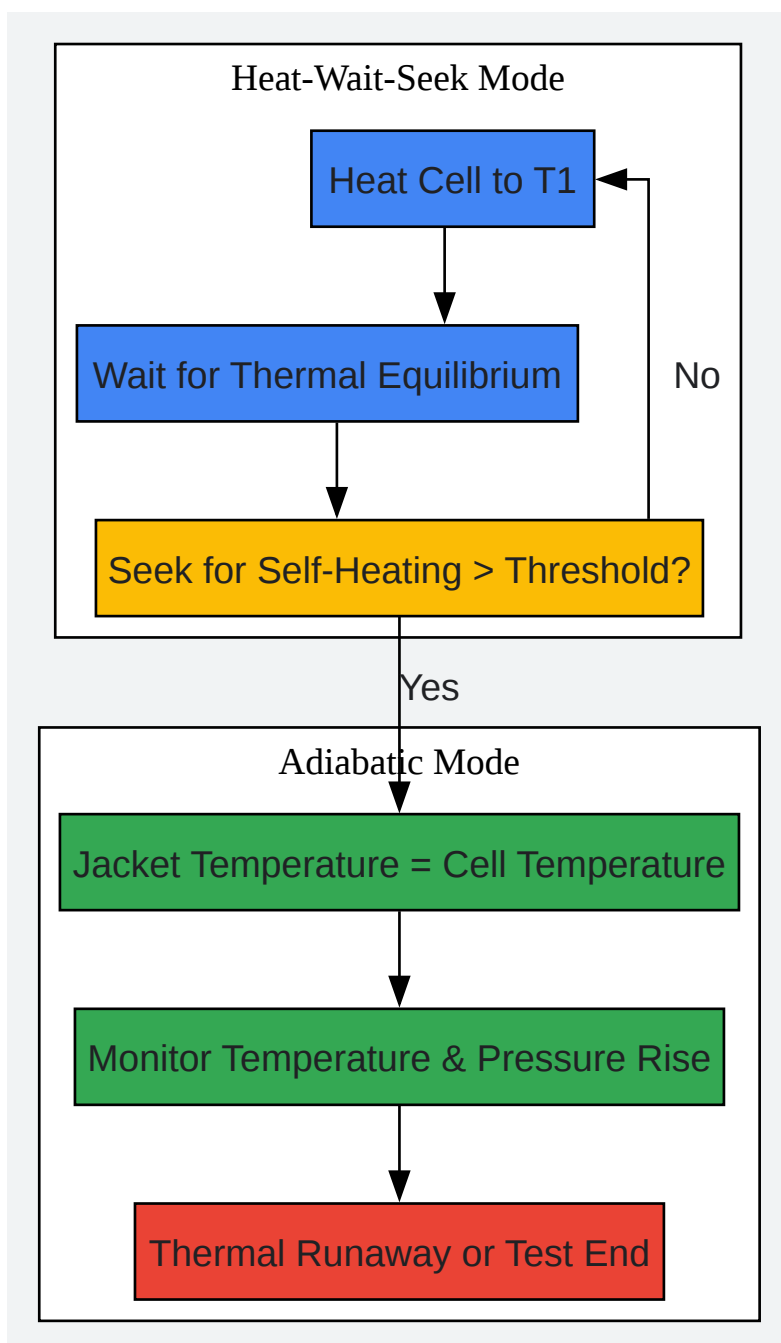 Heat-Wait-Seek Mode
Heat Cell to T1
Wait for Thermal Equilibrium
No
Seek for Self-Heating > Threshold?
Yes
Adiabatic Mode
Jacket Temperature = Cell Temperature
Monitor Temperature & Pressure Rise
Thermal Runaway or Test End